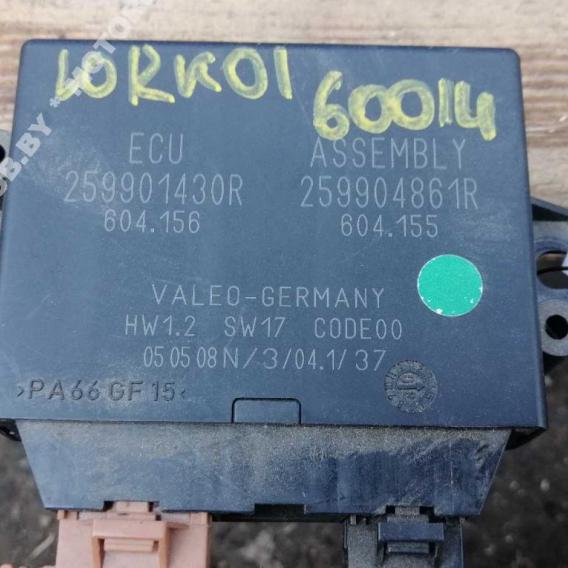 LORK01 60014
ECU ASSEMBLY
259901430R 259904861R
604.156 604.155
VALEO-GERMANY
HW1.2 SW17 CODE00
05 05 08 N/3/04.1/37
>PA66 GF15<